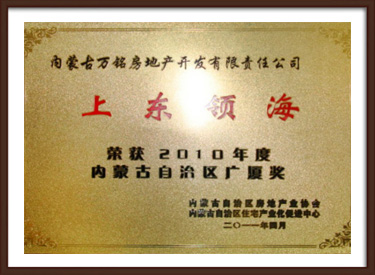 内蒙古万铭房地产开发有限责任公司
上东领海
荣获2010年度
内蒙古自治区广厦奖
内蒙古自治区房地产业协会
内蒙古自治区住宅产业化促进中心
二〇一一年四月